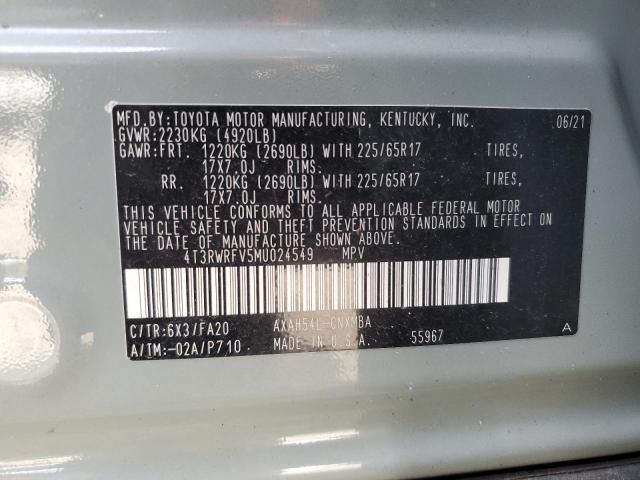 MFD.BY:TOYOTA MOTOR MANUFACTURING, KENTUCKY, INC. 06/21
GVWR:2230KG (4920LB)
GAWR:FRT. 1220KG (2690LB) WITH 225/65R17 TIRES,
17X7.0J RIMS.
RR. 1220KG (2690LB) WITH 225/65R17 TIRES,
17X7.0J RIMS.
THIS VEHICLE CONFORMS TO ALL APPLICABLE FEDERAL MOTOR
VEHICLE SAFETY AND THEFT PREVENTION STANDARDS IN EFFECT ON
THE DATE OF MANUFACTURE SHOWN ABOVE.
4T3RWRFV5MU024549 MPV
C/TR:6X3/FA20 AXAH54L-CNXMBA
A/TM:-02A/P710 MADE IN U.S.A. 55967 A